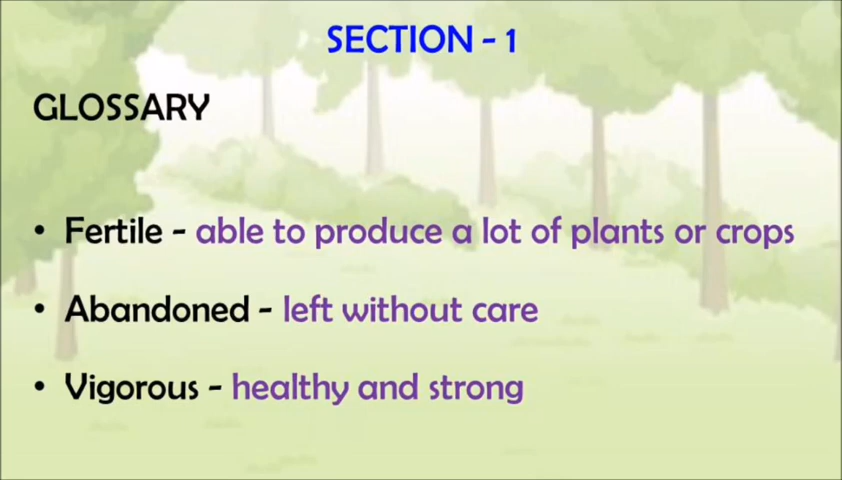 SECTION - 1
GLOSSARY
• Fertile - able to produce a lot of plants or crops
• Abandoned - left without care
• Vigorous - healthy and strong